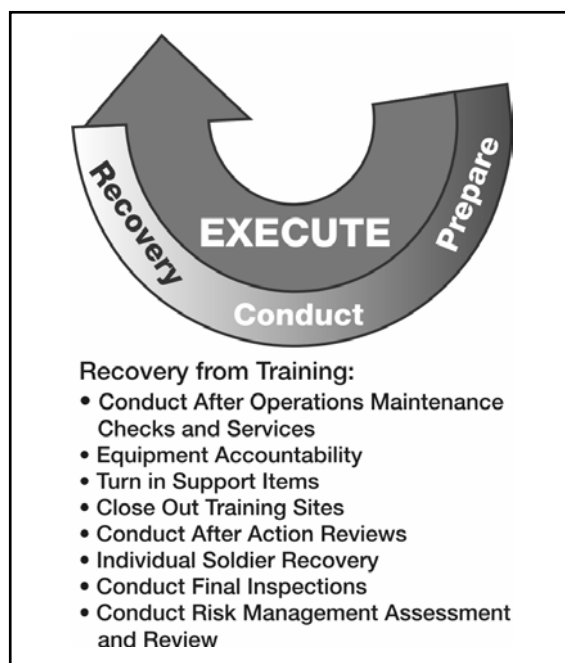 EXECUTE
Recovery
Conduct
Prepare
Recovery from Training:
• Conduct After Operations Maintenance
Checks and Services
• Equipment Accountability
• Turn in Support Items
• Close Out Training Sites
• Conduct After Action Reviews
• Individual Soldier Recovery
• Conduct Final Inspections
• Conduct Risk Management Assessment
and Review